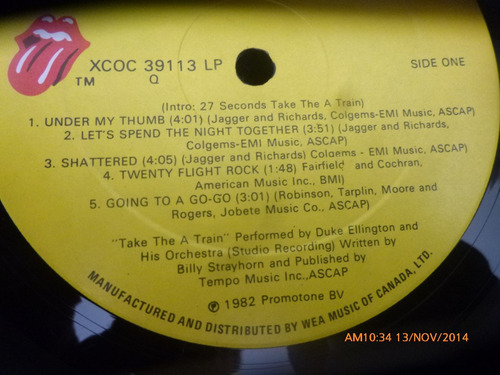 XCOC 39113 LP
SIDE ONE
TM
Q
(Intro: 27 Seconds Take The A Train)
1. UNDER MY THUMB (4:01) (Jagger and Richards, Colgems-EMI Music, ASCAP)
2. LET'S SPEND THE NIGHT TOGETHER (3:51) (Jagger and Richards,
Colgems-EMI Music, ASCAP)
3. SHATTERED (4:05) (Jagger and Richards) Colgems - EMI Music, ASCAP)
4. TWENTY FLIGHT ROCK (1:48) Fairfield and Cochran,
American Music Inc., BMI)
5. GOING TO A GO-GO (3:01) (Robinson, Tarplin, Moore and
Rogers, Jobete Music Co., ASCAP)
"Take The A Train" Performed by Duke Ellington and
His Orchestra (Studio Recording) Written by
Billy Strayhorn and Published by
Tempo Music Inc., ASCAP
℗ 1982 Promotone BV
MANUFACTURED AND DISTRIBUTED BY WEA MUSIC OF CANADA, LTD.
AM10:34 13/NOV/2014